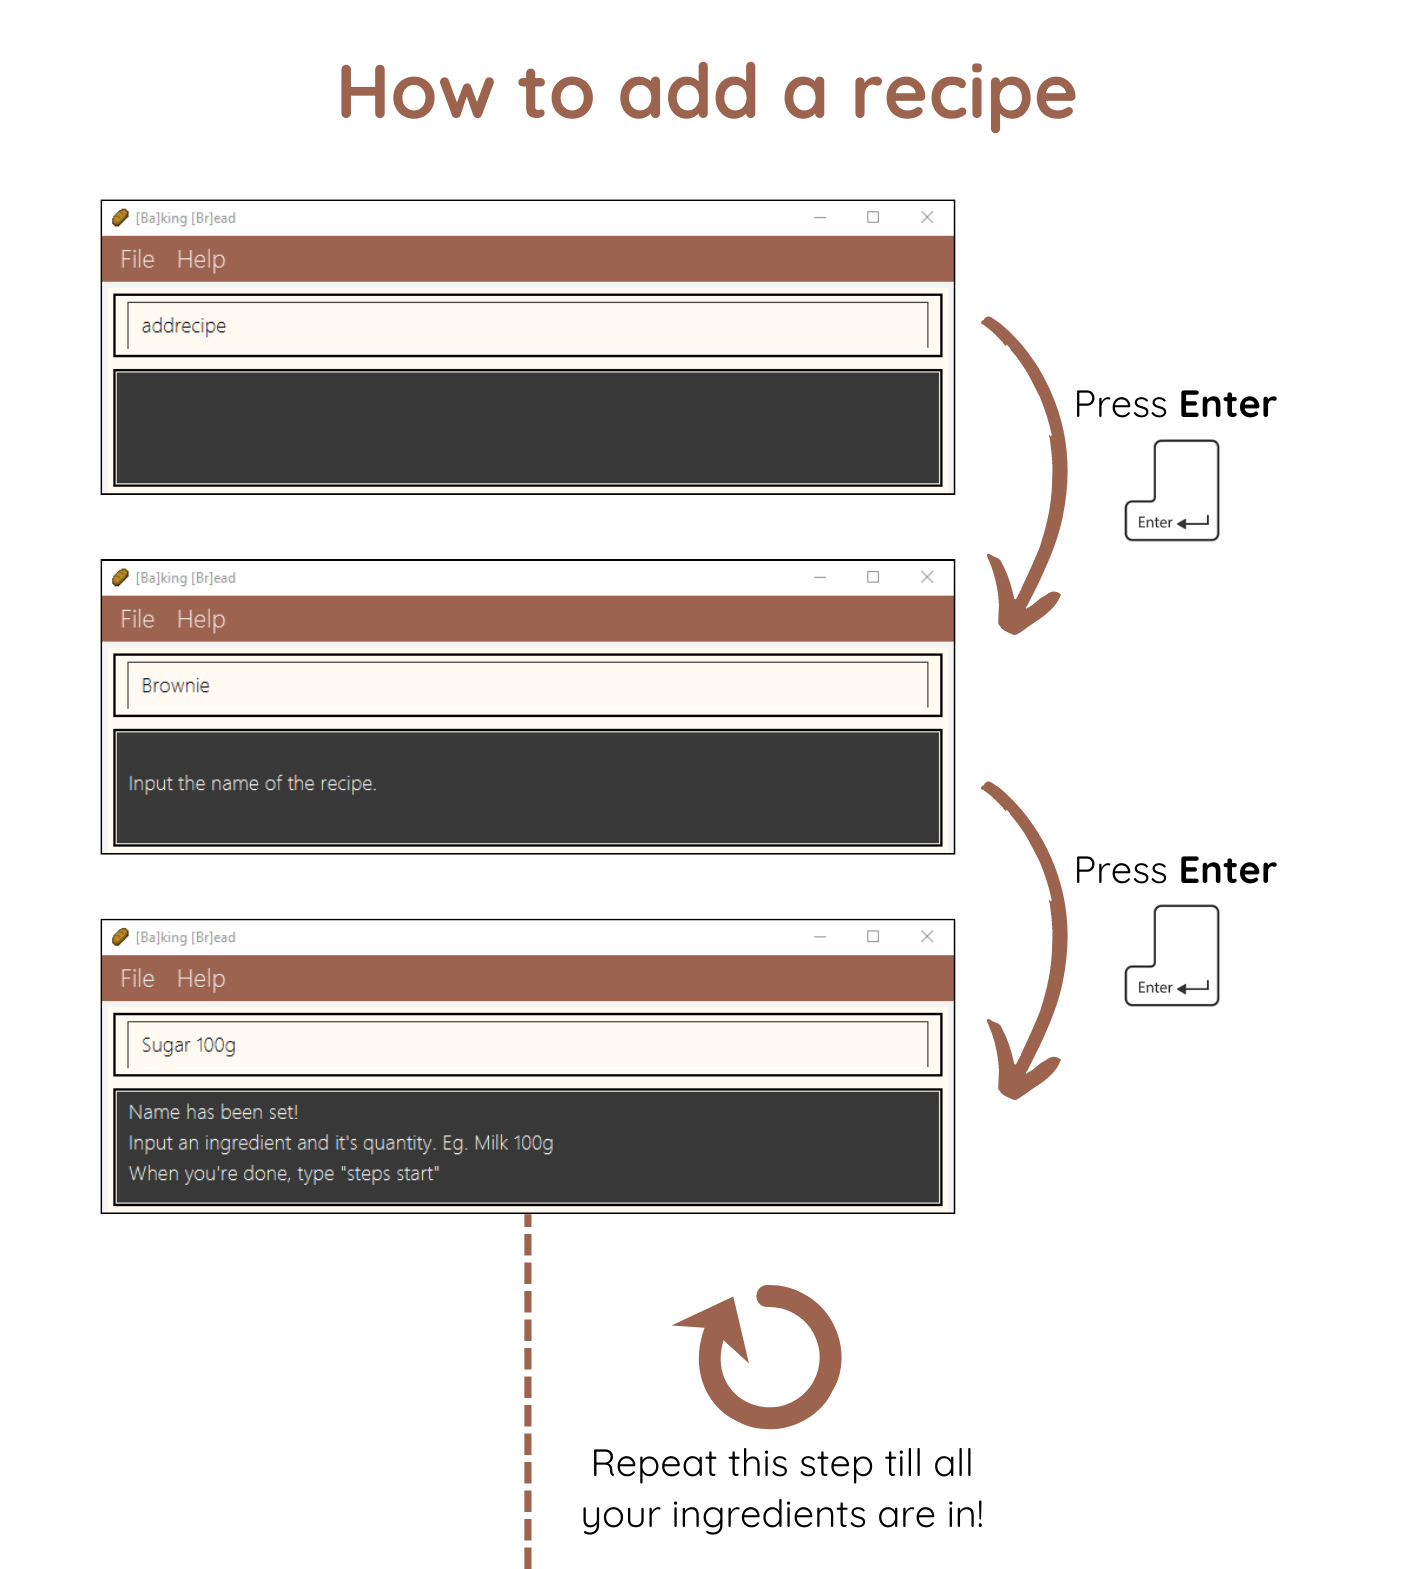 How to add a recipe
[Ba]king [Br]ead
File Help
addrecipe
Press Enter
Enter
[Ba]king [Br]ead
File Help
Brownie
Input the name of the recipe.
Press Enter
Enter
[Ba]king [Br]ead
File Help
Sugar 100g
Name has been set!
Input an ingredient and it's quantity. Eg. Milk 100g
When you're done, type "steps start"
Repeat this step till all
your ingredients are in!